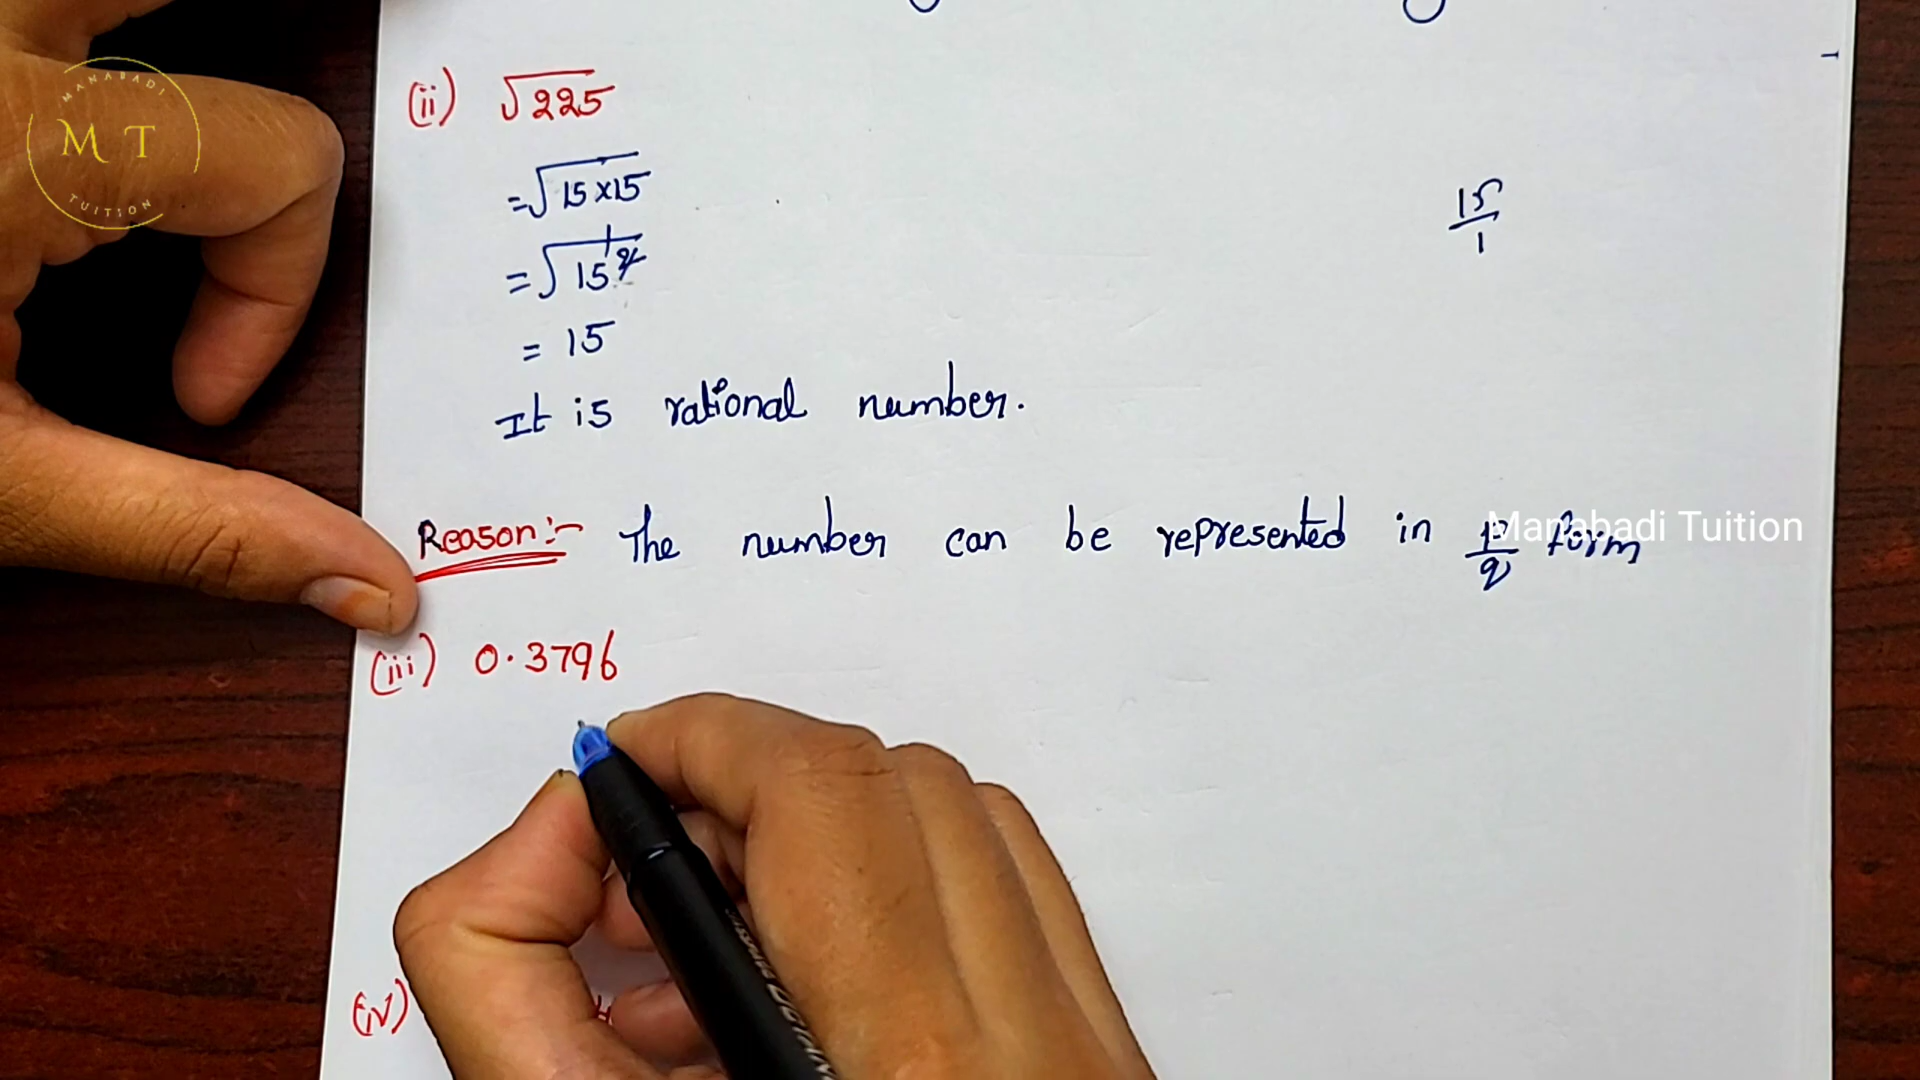 MANABADI
MT
TUITION
(ii) √225
= √15×15
15/1
= √15²
1
= 15
It is rational number.
Reason:- The number can be represented in p/q form
Manabadi Tuition
(iii) 0.3796
(iv)